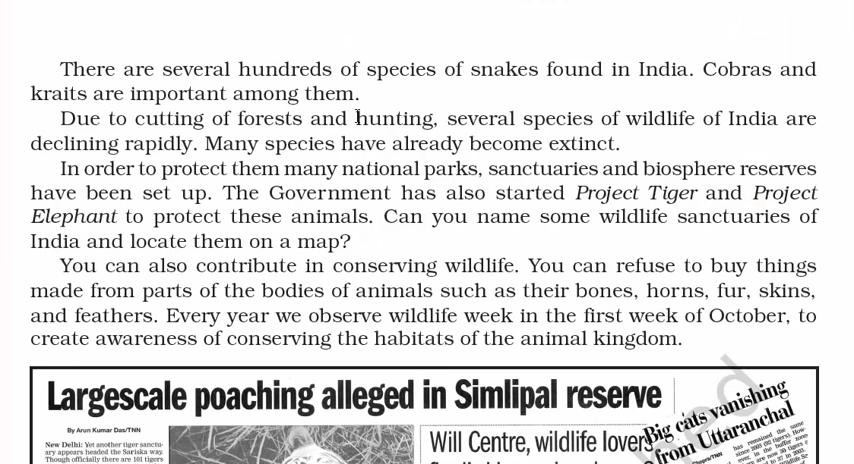 There are several hundreds of species of snakes found in India. Cobras and
kraits are important among them.
Due to cutting of forests and hunting, several species of wildlife of India are
declining rapidly. Many species have already become extinct.
In order to protect them many national parks, sanctuaries and biosphere reserves
have been set up. The Government has also started Project Tiger and Project
Elephant to protect these animals. Can you name some wildlife sanctuaries of
India and locate them on a map?
You can also contribute in conserving wildlife. You can refuse to buy things
made from parts of the bodies of animals such as their bones, horns, fur, skins,
and feathers. Every year we observe wildlife week in the first week of October, to
create awareness of conserving the habitats of the animal kingdom.
Largescale poaching alleged in Simlipal reserve
By Arun Kumar Das/TNN
New Delhi: Yet another tiger sanctu-
ary appears headed the Sariska way.
Though officially there are 101 tigers
Will Centre, wildlife lovers
Big cats vanishing
from Uttaranchal
has remained the same
since 2003